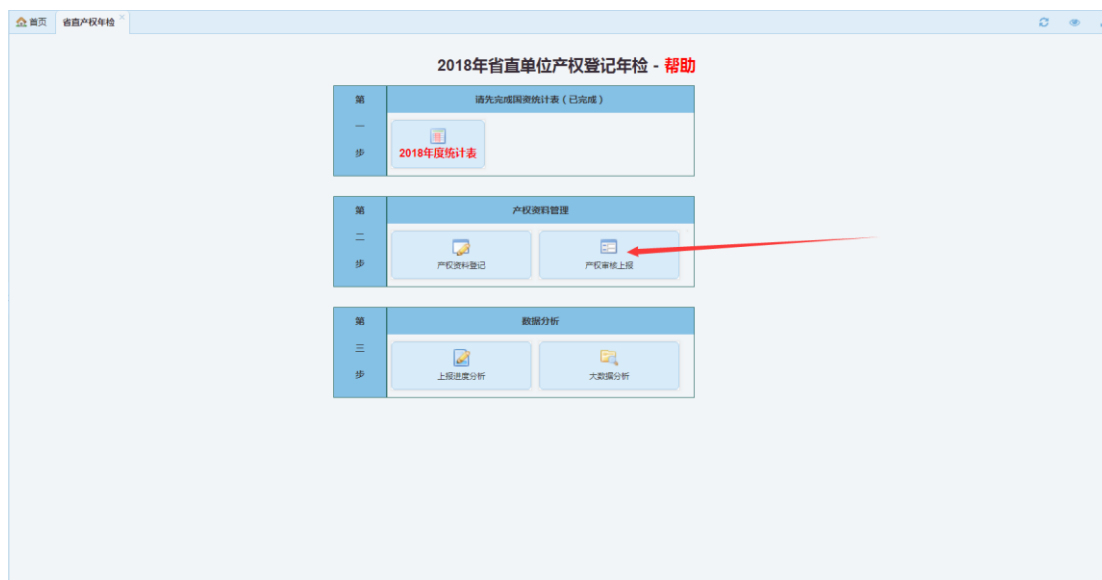 首页 省直产权年检
2018年省直单位产权登记年检 - 帮助
第一步
请先完成国资统计表（已完成）
2018年度统计表
第二步
产权资料管理
产权资料登记 产权审核上报
第三步
数据分析
上报进度分析 大数据分析